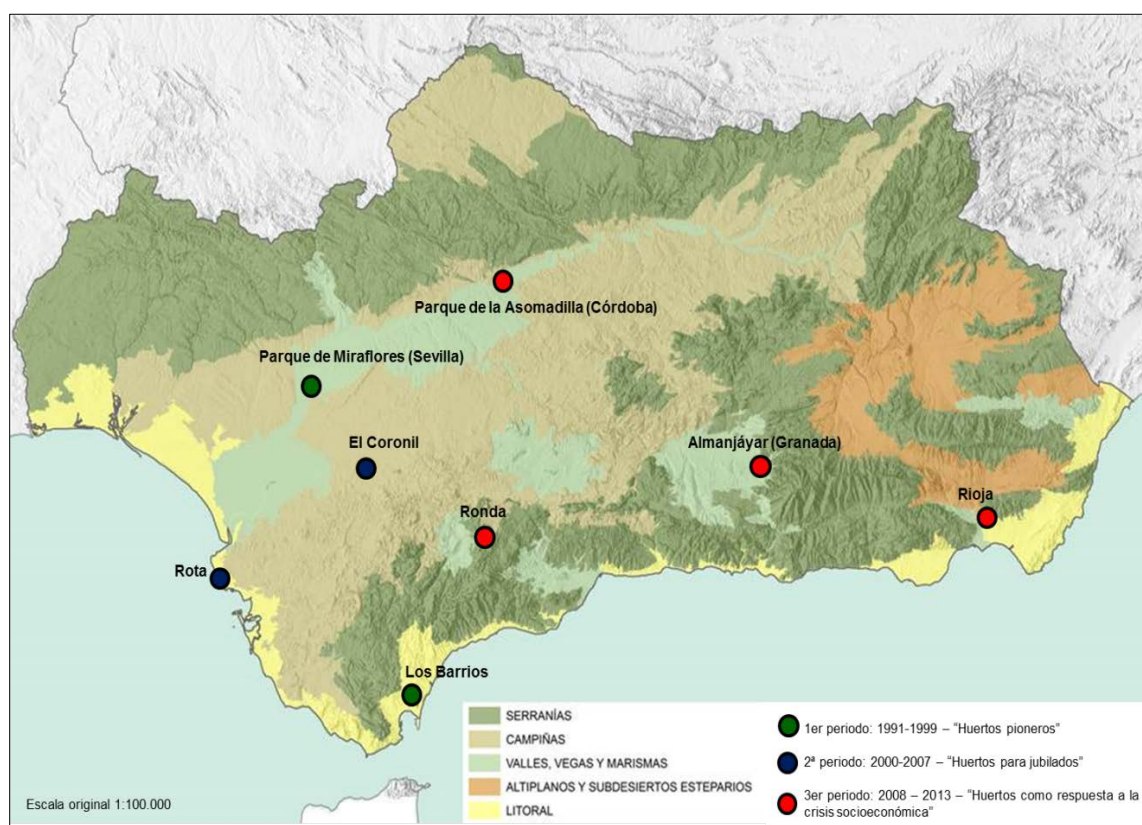 Parque de la Asomadilla (Córdoba)
Parque de Miraflores (Sevilla)
El Coronil
Almanjáyar (Granada)
Rioja
Ronda
Rota
Los Barrios
SERRANÍAS
CAMPIÑAS
VALLES, VEGAS Y MARISMAS
ALTIPLANOS Y SUBDESIERTOS ESTEPARIOS
LITORAL
1er periodo: 1991-1999 – “Huertos pioneros”
2ª periodo: 2000-2007 – “Huertos para jubilados”
3er periodo: 2008 – 2013 – “Huertos como respuesta a la
crisis socioeconómica”
Escala original 1:100.000